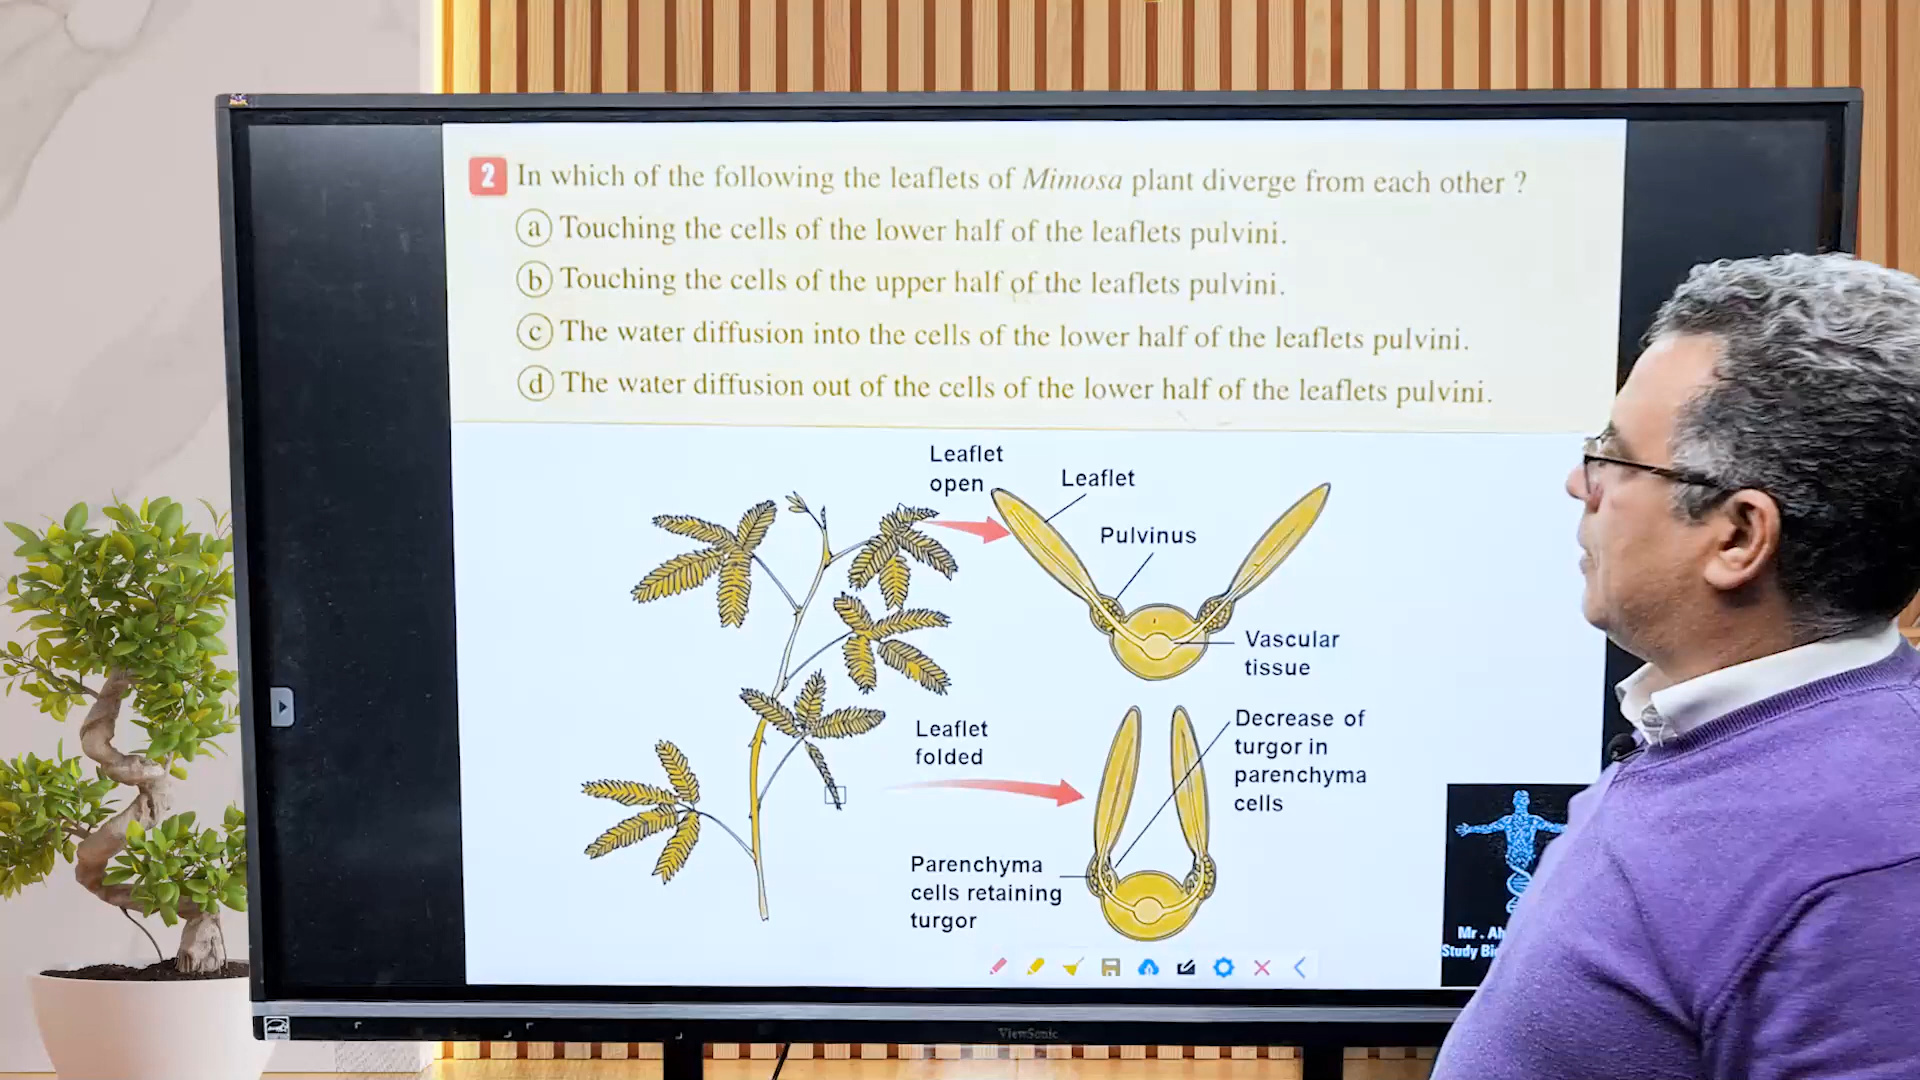 2 In which of the following the leaflets of Mimosa plant diverge from each other ?
a Touching the cells of the lower half of the leaflets pulvini.
b Touching the cells of the upper half of the leaflets pulvini.
c The water diffusion into the cells of the lower half of the leaflets pulvini.
d The water diffusion out of the cells of the lower half of the leaflets pulvini.
Leaflet
open
Leaflet
Pulvinus
Vascular
tissue
Leaflet
folded
Decrease of
turgor in
parenchyma
cells
Parenchyma
cells retaining
turgor
Mr . Ah
Study Bi
ViewSonic